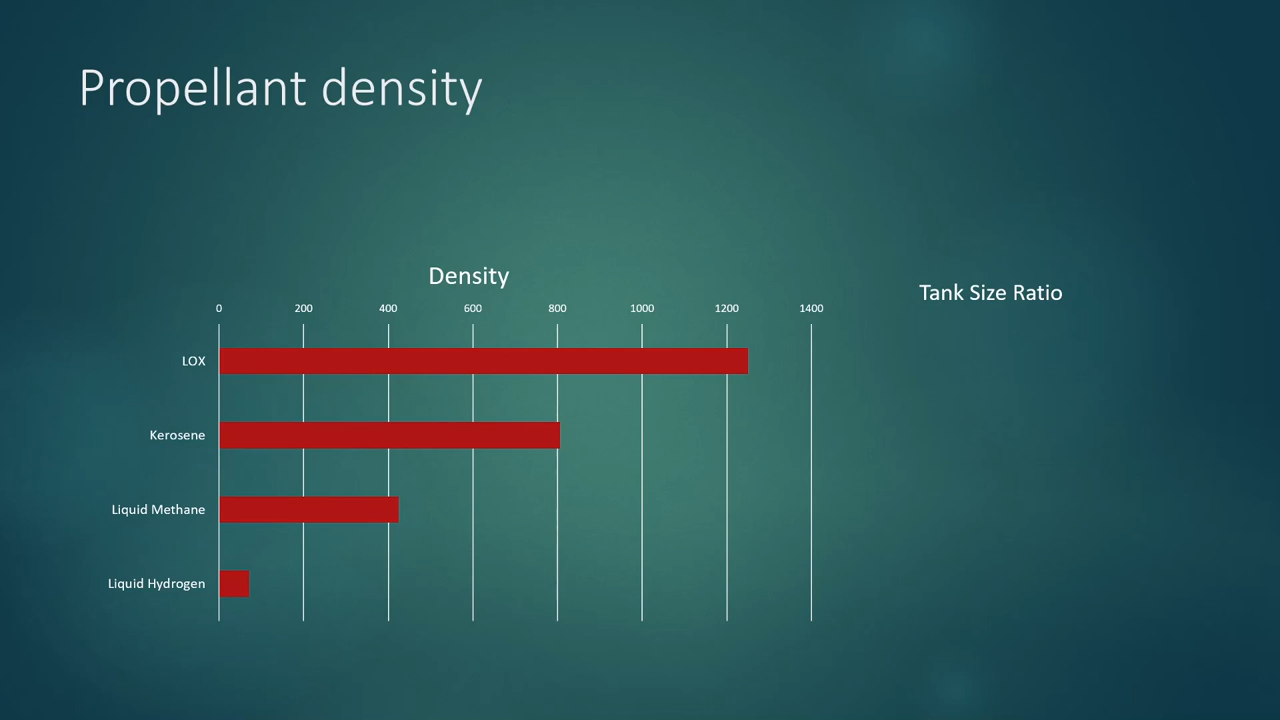 Propellant density
Density
Tank Size Ratio
0 200 400 600 800 1000 1200 1400
LOX
Kerosene
Liquid Methane
Liquid Hydrogen